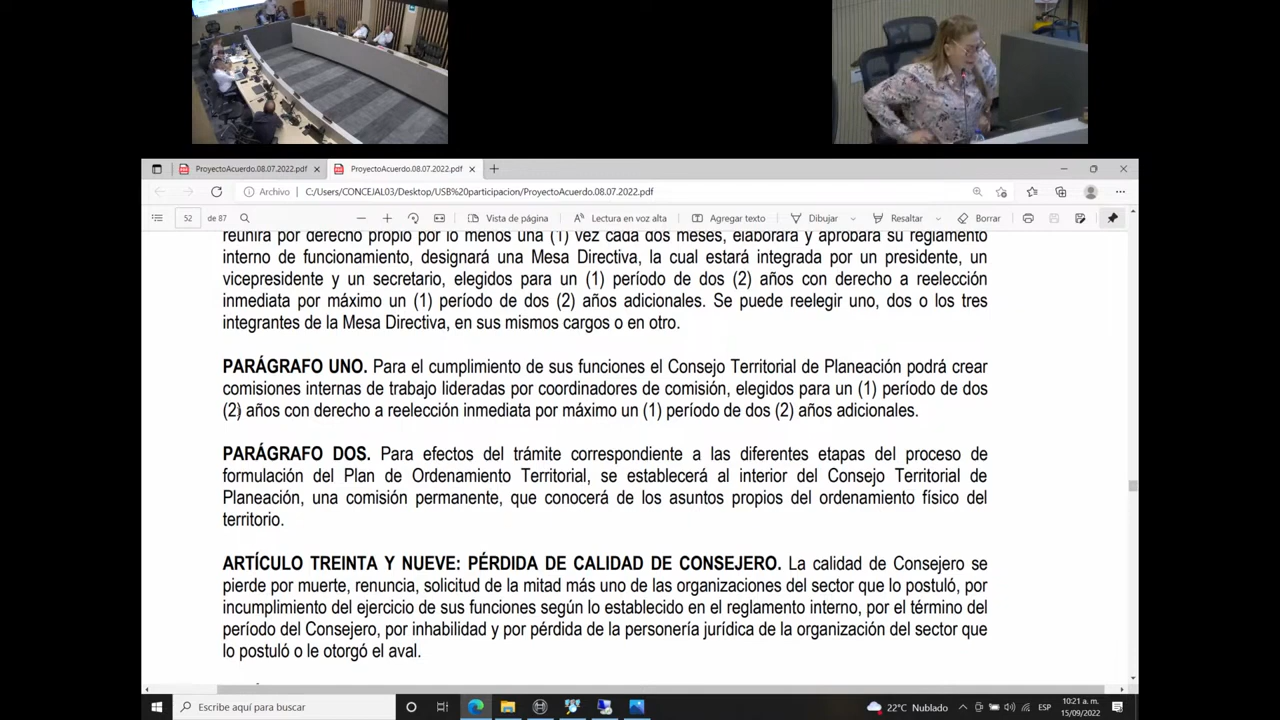 ProyectoAcuerdo.08.07.2022.pdf
ProyectoAcuerdo.08.07.2022.pdf
Archivo
C:/Users/CONCEJAL03/Desktop/USB%20participacion/ProyectoAcuerdo.08.07.2022.pdf
52 de 87
Vista de página
Lectura en voz alta
Agregar texto
Dibujar
Resaltar
Borrar
reunirá por derecho propio por lo menos una (1) vez cada dos meses, elaborará y aprobará su reglamento
interno de funcionamiento, designará una Mesa Directiva, la cual estará integrada por un presidente, un
vicepresidente y un secretario, elegidos para un (1) período de dos (2) años con derecho a reelección
inmediata por máximo un (1) período de dos (2) años adicionales. Se puede reelegir uno, dos o los tres
integrantes de la Mesa Directiva, en sus mismos cargos o en otro.
PARÁGRAFO UNO. Para el cumplimiento de sus funciones el Consejo Territorial de Planeación podrá crear
comisiones internas de trabajo lideradas por coordinadores de comisión, elegidos para un (1) período de dos
(2) años con derecho a reelección inmediata por máximo un (1) período de dos (2) años adicionales.
PARÁGRAFO DOS. Para efectos del trámite correspondiente a las diferentes etapas del proceso de
formulación del Plan de Ordenamiento Territorial, se establecerá al interior del Consejo Territorial de
Planeación, una comisión permanente, que conocerá de los asuntos propios del ordenamiento físico del
territorio.
ARTÍCULO TREINTA Y NUEVE: PÉRDIDA DE CALIDAD DE CONSEJERO. La calidad de Consejero se
pierde por muerte, renuncia, solicitud de la mitad más uno de las organizaciones del sector que lo postuló, por
incumplimiento del ejercicio de sus funciones según lo establecido en el reglamento interno, por el término del
período del Consejero, por inhabilidad y por pérdida de la personería jurídica de la organización del sector que
lo postuló o le otorgó el aval.
Escribe aquí para buscar
22°C Nublado
ESP
10:21 a. m.
15/09/2022